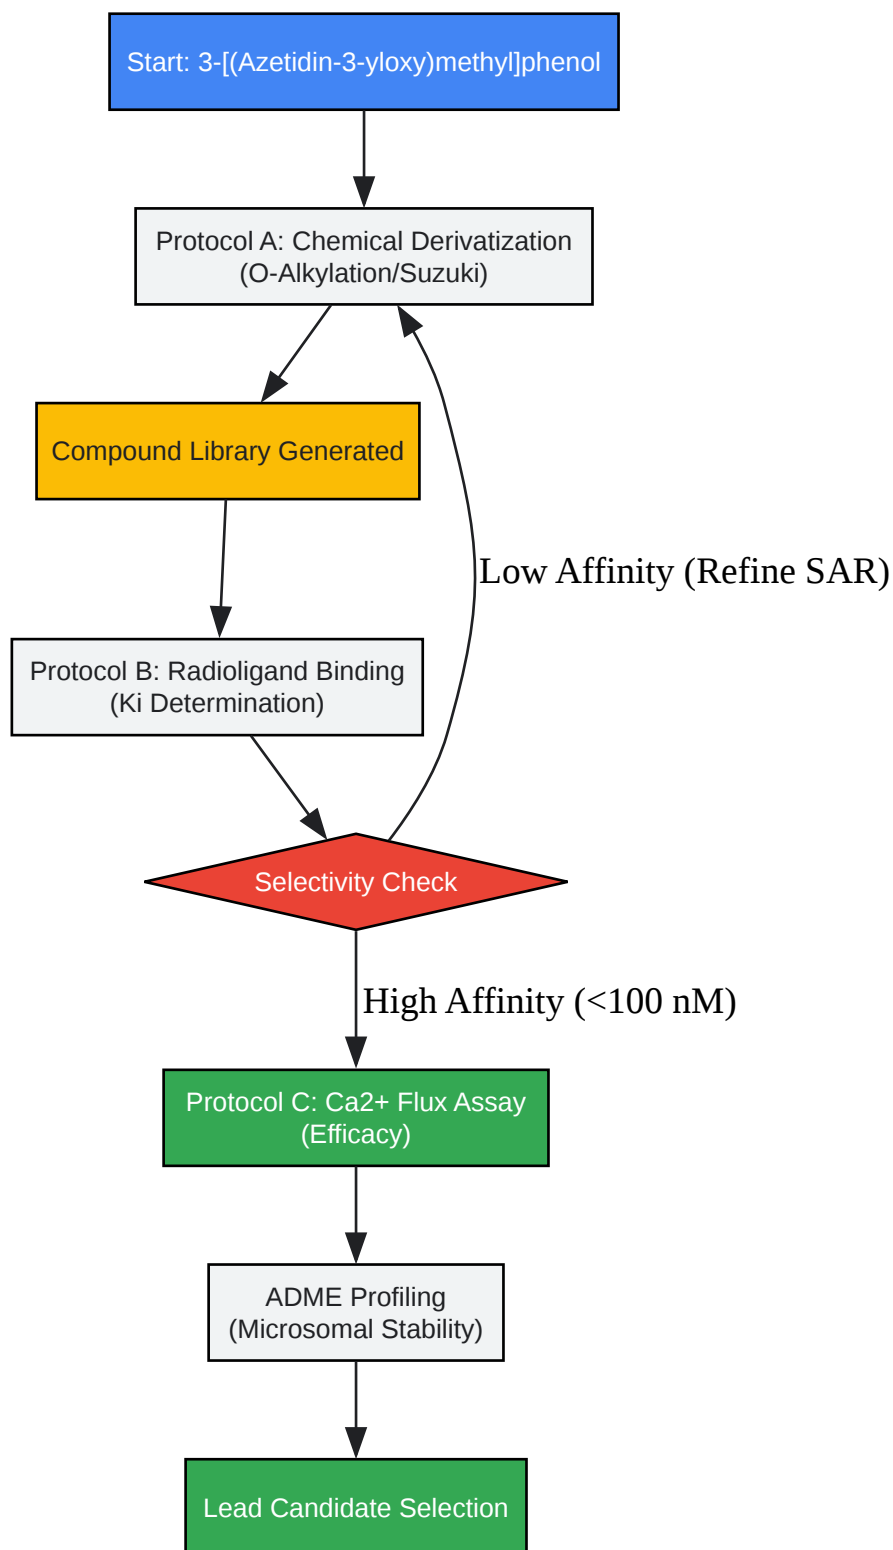 Start: 3-[(Azetidin-3-yloxy)methyl]phenol
Protocol A: Chemical Derivatization
(O-Alkylation/Suzuki)
Compound Library Generated
Low Affinity (Refine SAR)
Protocol B: Radioligand Binding
(Ki Determination)
Selectivity Check
High Affinity (<100 nM)
Protocol C: Ca2+ Flux Assay
(Efficacy)
ADME Profiling
(Microsomal Stability)
Lead Candidate Selection